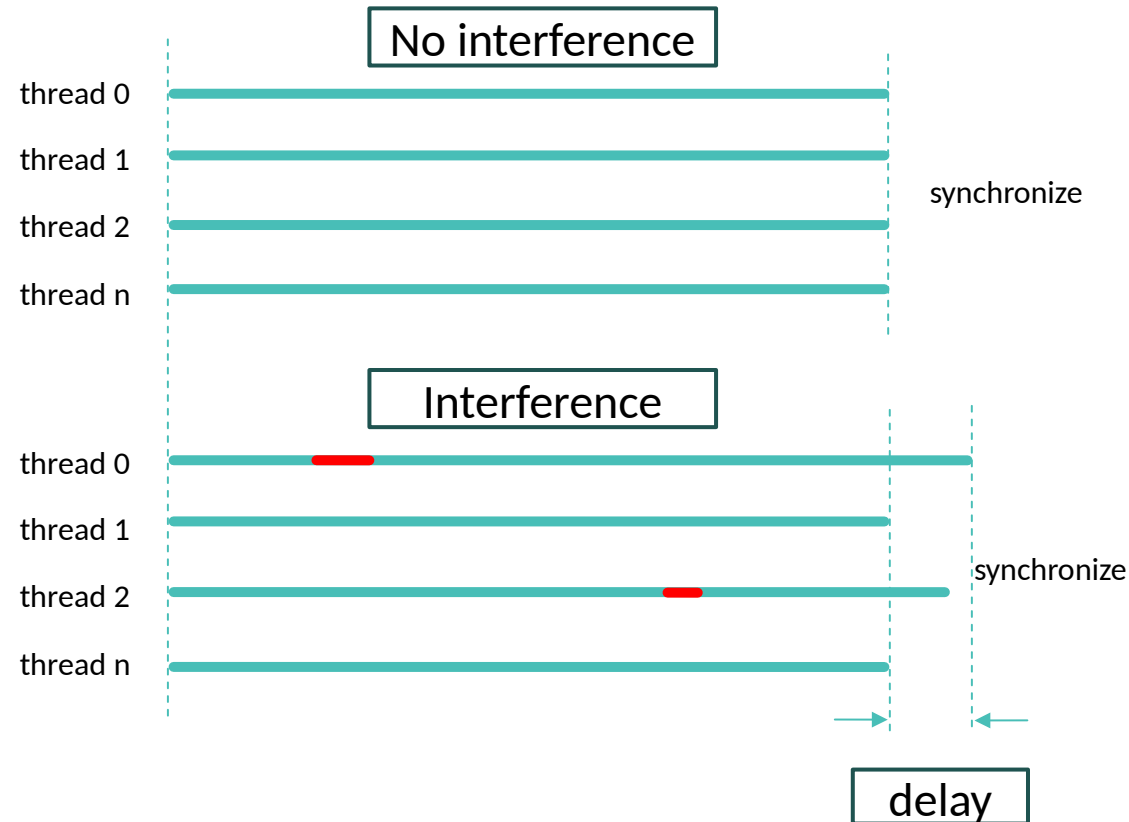 No interference
thread 0
thread 1
synchronize
thread 2
thread n
Interference
thread 0
thread 1
synchronize
thread 2
thread n
delay